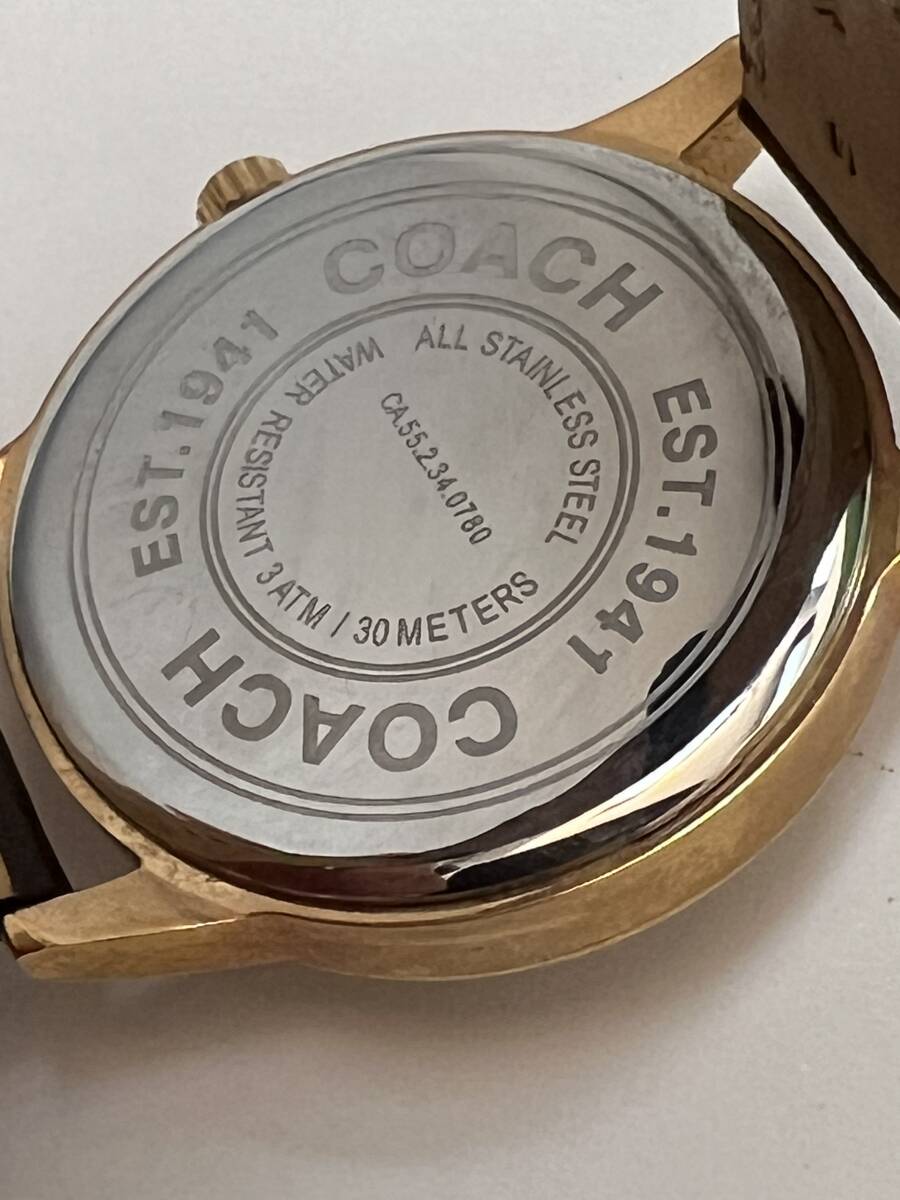 COACH
EST. 1941
COACH
EST. 1941
ALL STAINLESS STEEL
WATER RESISTANT 3 ATM / 30 METERS
CA.55.2.34.0780